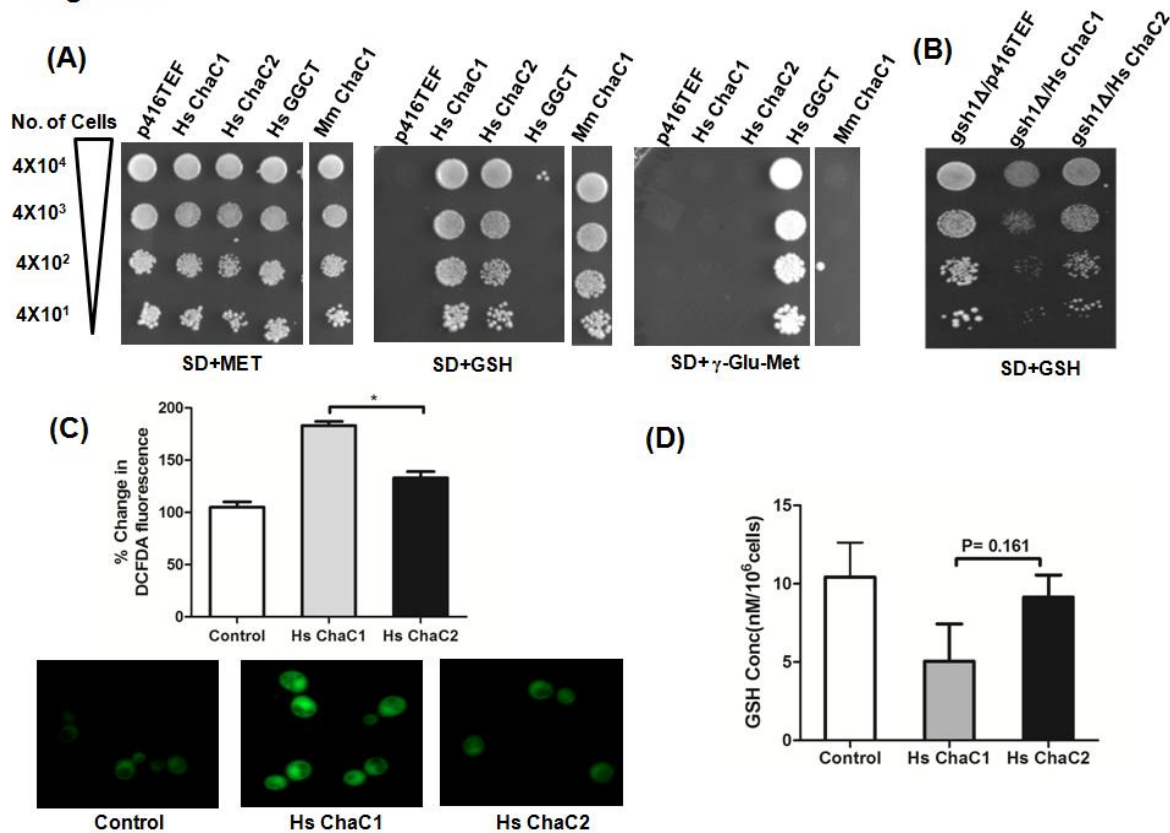 (A)
No. of Cells
4X10⁴
4X10³
4X10²
4X10¹
p416TEF
Hs ChaC1
Hs ChaC2
Hs GGCT
Mm ChaC1
SD+MET
p416TEF
Hs ChaC1
Hs ChaC2
Hs GGCT
Mm ChaC1
SD+GSH
p416TEF
Hs ChaC1
Hs ChaC2
Hs GGCT
Mm ChaC1
SD+ γ-Glu-Met
(B)
gsh1Δ/p416TEF
gsh1Δ/Hs ChaC1
gsh1Δ/Hs ChaC2
SD+GSH
(C)
% Change in
DCFDA fluorescence
200
150
100
50
0
*
Control
Hs ChaC1
Hs ChaC2
Control
Hs ChaC1
Hs ChaC2
(D)
GSH Conc(nM/10⁶cells)
15
10
5
0
P= 0.161
Control
Hs ChaC1
Hs ChaC2